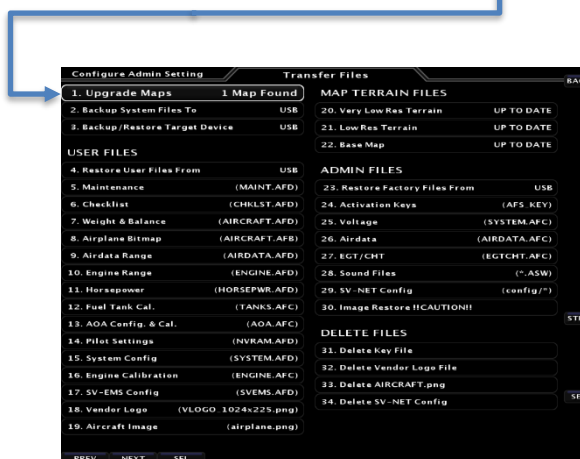 Configure Admin Setting Transfer Files
1. Upgrade Maps 1 Map Found
2. Backup System Files To USB
3. Backup/Restore Target Device USB
USER FILES
4. Restore User Files From USB
5. Maintenance (MAINT.AFD)
6. Checklist (CHKLST.AFD)
7. Weight & Balance (AIRCRAFT.AFD)
8. Airplane Bitmap (AIRCRAFT.AFB)
9. Airdata Range (AIRDATA.AFD)
10. Engine Range (ENGINE.AFD)
11. Horsepower (HORSEPWR.AFD)
12. Fuel Tank Cal. (TANKS.AFC)
13. AOA Config. & Cal. (AOA.AFC)
14. Pilot Settings (NVRAM.AFD)
15. System Config (SYSTEM.AFD)
16. Engine Calibration (ENGINE.AFC)
17. SV-EMS Config (SVEMS.AFD)
18. Vendor Logo (VLOGO_1024x225.png)
19. Aircraft Image (airplane.png)
MAP TERRAIN FILES
20. Very Low Res Terrain UP TO DATE
21. Low Res Terrain UP TO DATE
22. Base Map UP TO DATE
ADMIN FILES
23. Restore Factory Files From USB
24. Activation Keys (AFS_KEY)
25. Voltage (SYSTEM.AFC)
26. Airdata (AIRDATA.AFC)
27. EGT/CHT (EGTCHT.AFC)
28. Sound Files (*.ASW)
29. SV-NET Config (config/*)
30. Image Restore !!CAUTION!!
DELETE FILES
31. Delete Key File
32. Delete Vendor Logo File
33. Delete AIRCRAFT.png
34. Delete SV-NET Config
PREV NEXT SEL